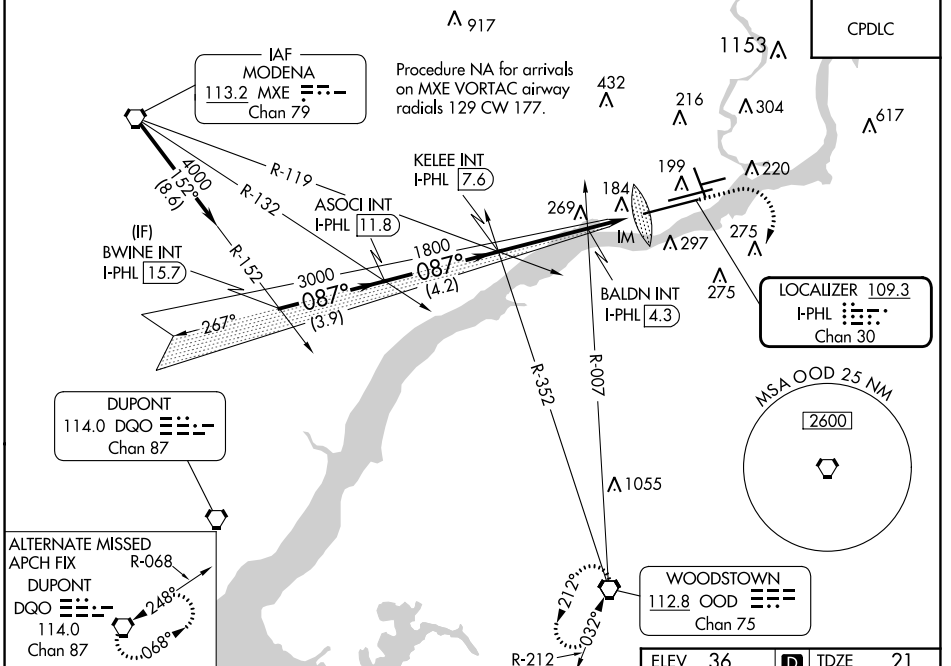 917
CPDLC
1153
IAF
MODENA
113.2 MXE
Chan 79
Procedure NA for arrivals
on MXE VORTAC airway
radials 129 CW 177.
432
216
304
617
4000
152°
(8.6)
R-119
R-132
R-152
KELEE INT
I-PHL 7.6
199
220
184
ASOCI INT
I-PHL 11.8
269
IM
297
275
275
(IF)
BWINE INT
I-PHL 15.7
3000
1800
087°
087°
(3.9)
(4.2)
267°
BALDN INT
I-PHL 4.3
LOCALIZER 109.3
I-PHL
Chan 30
R-352
R-007
MSA OOD 25 NM
2600
DUPONT
114.0 DQO
Chan 87
1055
ALTERNATE MISSED
APCH FIX
DUPONT
DQO
114.0
Chan 87
R-068
248°
068°
212°
032°
R-212
WOODSTOWN
112.8 OOD
Chan 75
ELEV 36
D
TDZE 21